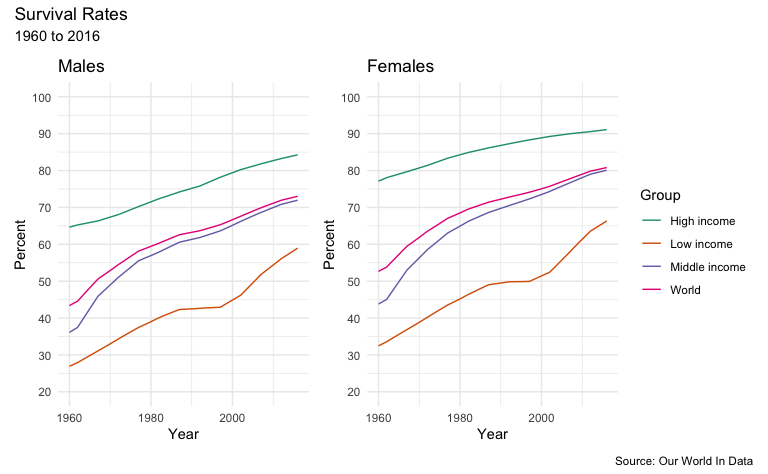 Survival Rates
1960 to 2016
Males
Females
100
90
80
70
60
50
40
30
20
Percent
1960 1980 2000
Year
100
90
80
70
60
50
40
30
20
Percent
1960 1980 2000
Year
Group
High income
Low income
Middle income
World
Source: Our World In Data